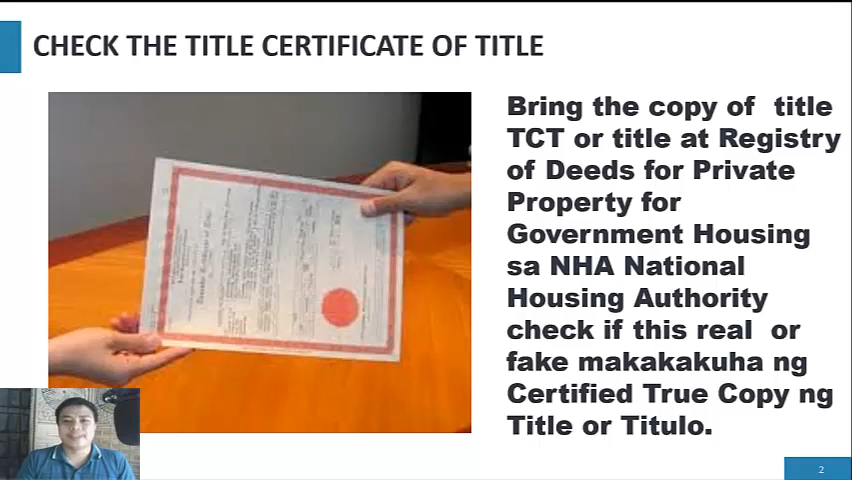 CHECK THE TITLE CERTIFICATE OF TITLE
Bring the copy of title
TCT or title at Registry
of Deeds for Private
Property for
Government Housing
sa NHA National
Housing Authority
check if this real or
fake makakakuha ng
Certified True Copy ng
Title or Titulo.
2